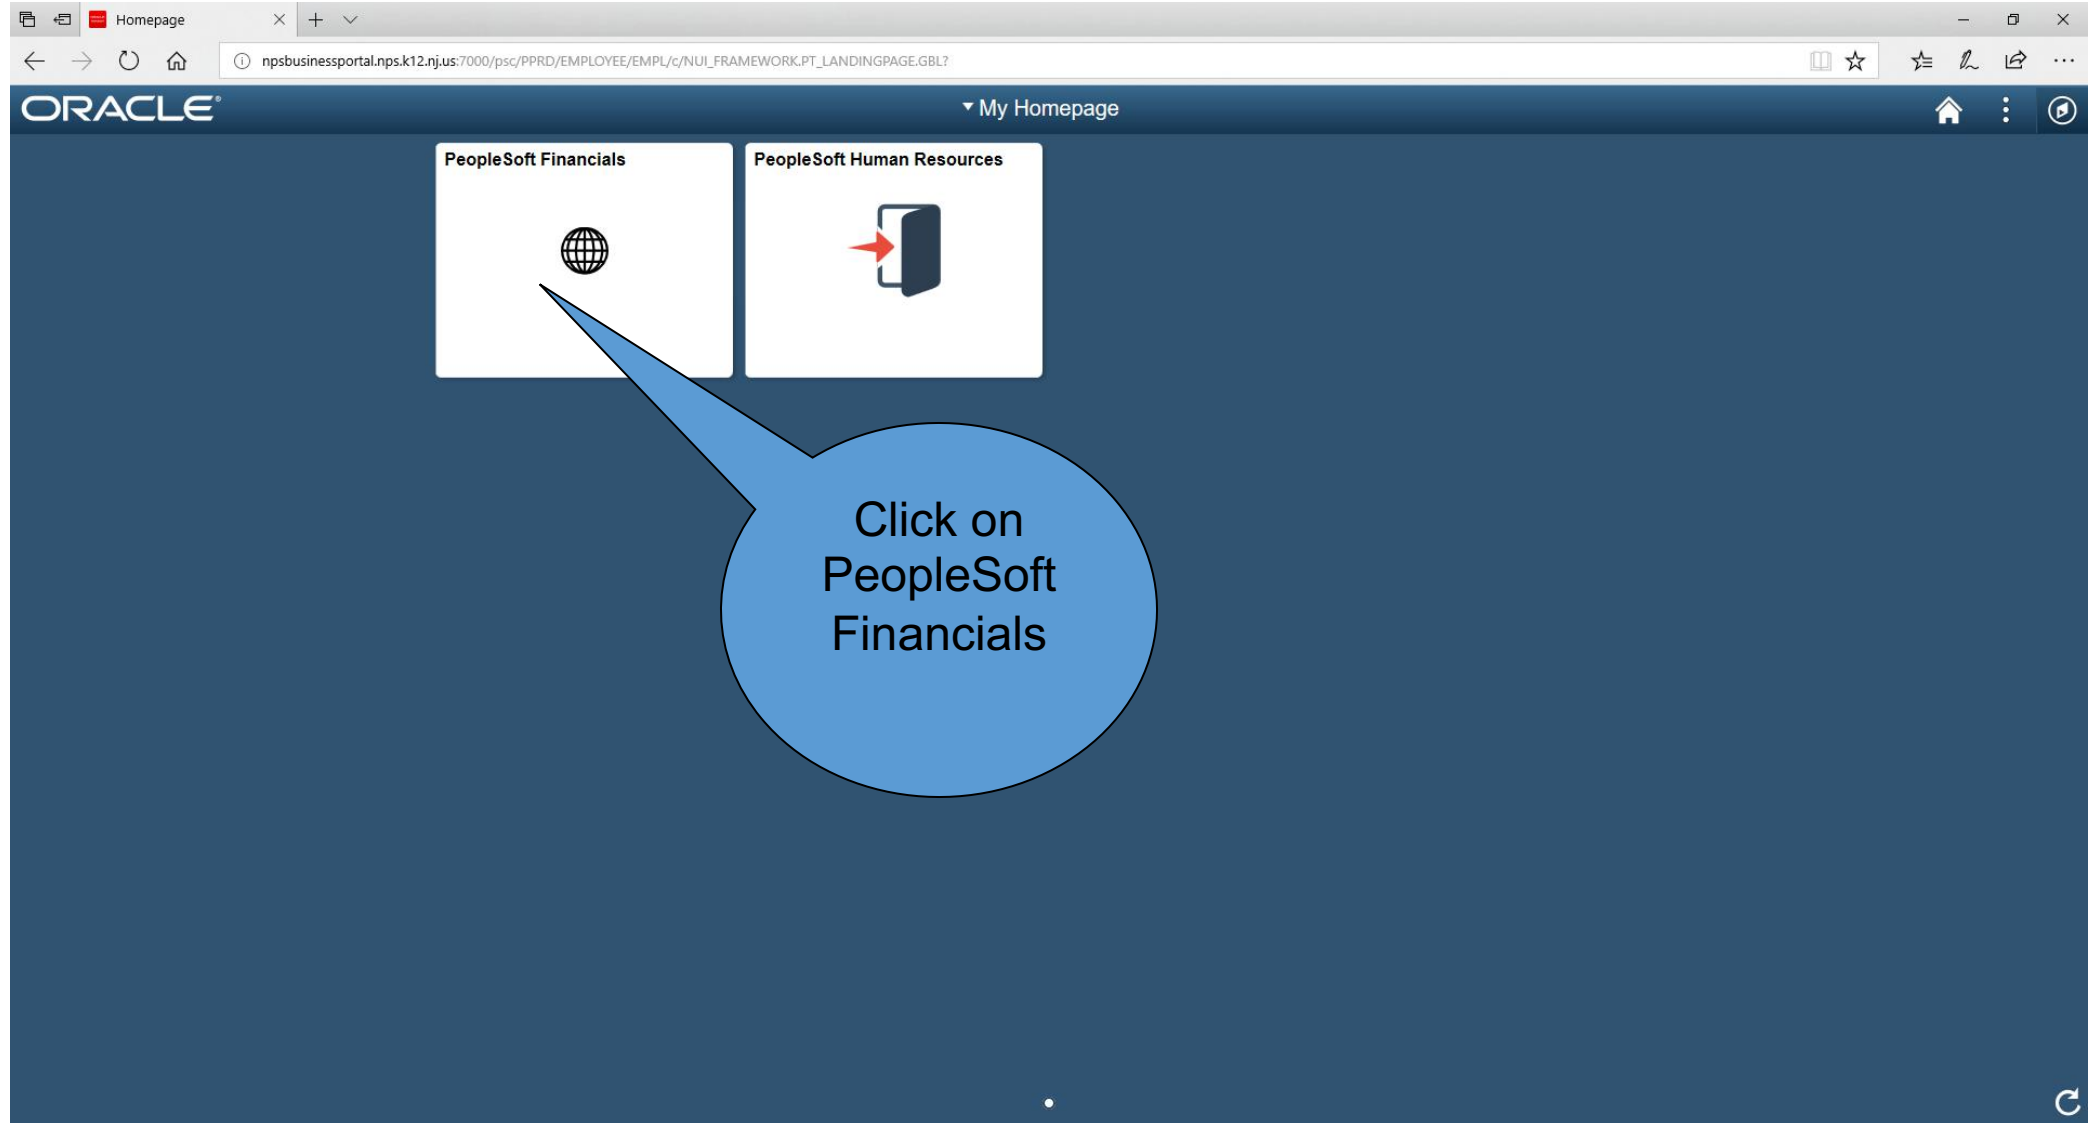 Homepage
npsbusinessportal.nps.k12.nj.us:7000/psc/PPRD/EMPLOYEE/EMPL/c/NUI_FRAMEWORK.PT_LANDINGPAGE.GBL?
ORACLE®
My Homepage
PeopleSoft Financials
PeopleSoft Human Resources
Click on
PeopleSoft
Financials